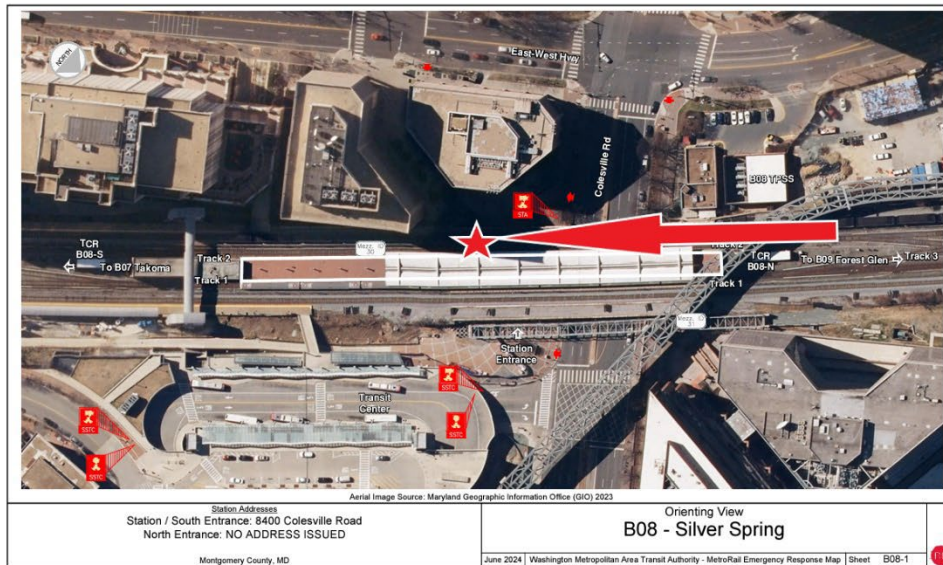 NORTH
East-West Hwy
Colesville Rd
B08 TPSS
STA
Mezz.
30
TCR
B08-S
To B07 Takoma
Track 2
Track 1
Track 2
Track 1
TCR
B08-N
To B09 Forest Glen
Track 3
Mezz.
31
Station
Entrance
Transit
Center
SSTC
SSTC
SSTC
SSTC
Aerial Image Source: Maryland Geographic Information Office (GIO) 2023
Station Addresses
Station / South Entrance: 8400 Colesville Road
North Entrance: NO ADDRESS ISSUED
Montgomery County, MD
Orienting View
B08 - Silver Spring
June 2024 Washington Metropolitan Area Transit Authority - MetroRail Emergency Response Map Sheet B08-1